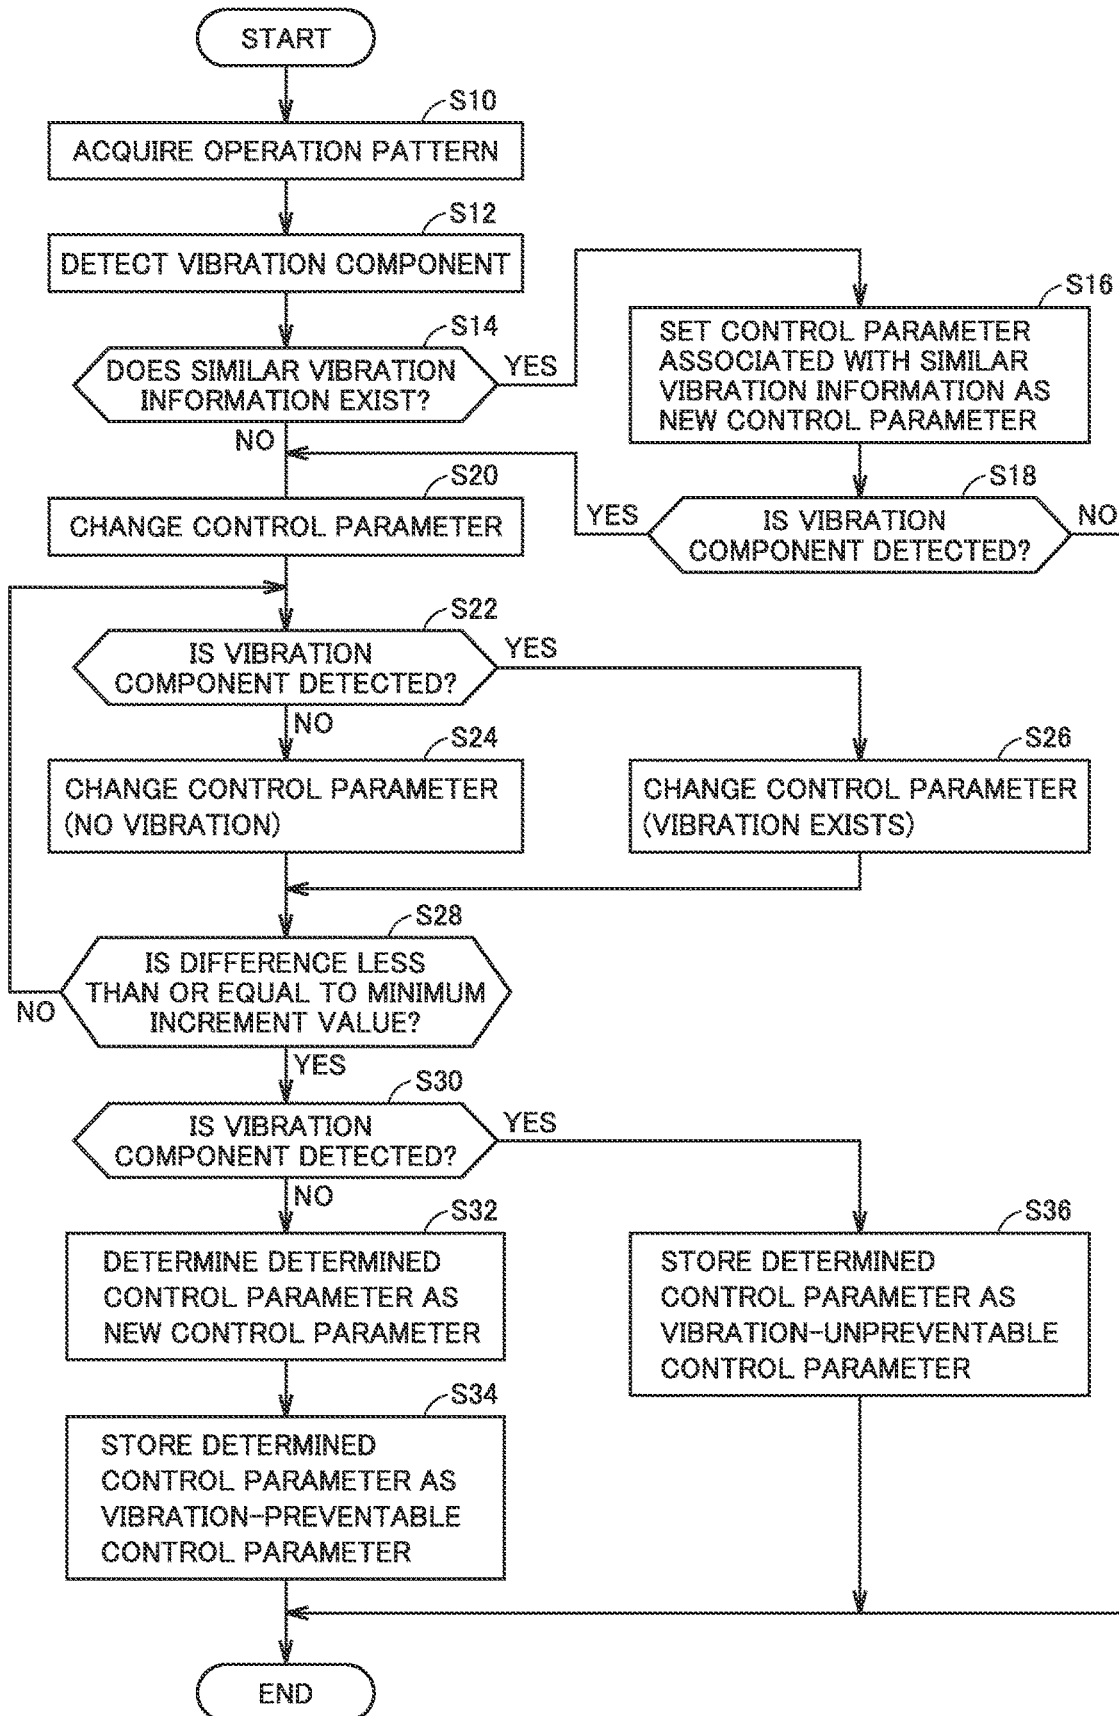 START
S10
ACQUIRE OPERATION PATTERN
S12
DETECT VIBRATION COMPONENT
S14
DOES SIMILAR VIBRATION
INFORMATION EXIST?
YES
NO
S16
SET CONTROL PARAMETER
ASSOCIATED WITH SIMILAR
VIBRATION INFORMATION AS
NEW CONTROL PARAMETER
S18
IS VIBRATION
COMPONENT DETECTED?
YES
NO
S20
CHANGE CONTROL PARAMETER
S22
IS VIBRATION
COMPONENT DETECTED?
YES
NO
S24
CHANGE CONTROL PARAMETER
(NO VIBRATION)
S26
CHANGE CONTROL PARAMETER
(VIBRATION EXISTS)
S28
IS DIFFERENCE LESS
THAN OR EQUAL TO MINIMUM
INCREMENT VALUE?
NO
YES
S30
IS VIBRATION
COMPONENT DETECTED?
YES
NO
S32
DETERMINE DETERMINED
CONTROL PARAMETER AS
NEW CONTROL PARAMETER
S36
STORE DETERMINED
CONTROL PARAMETER AS
VIBRATION-UNPREVENTABLE
CONTROL PARAMETER
S34
STORE DETERMINED
CONTROL PARAMETER AS
VIBRATION-PREVENTABLE
CONTROL PARAMETER
END